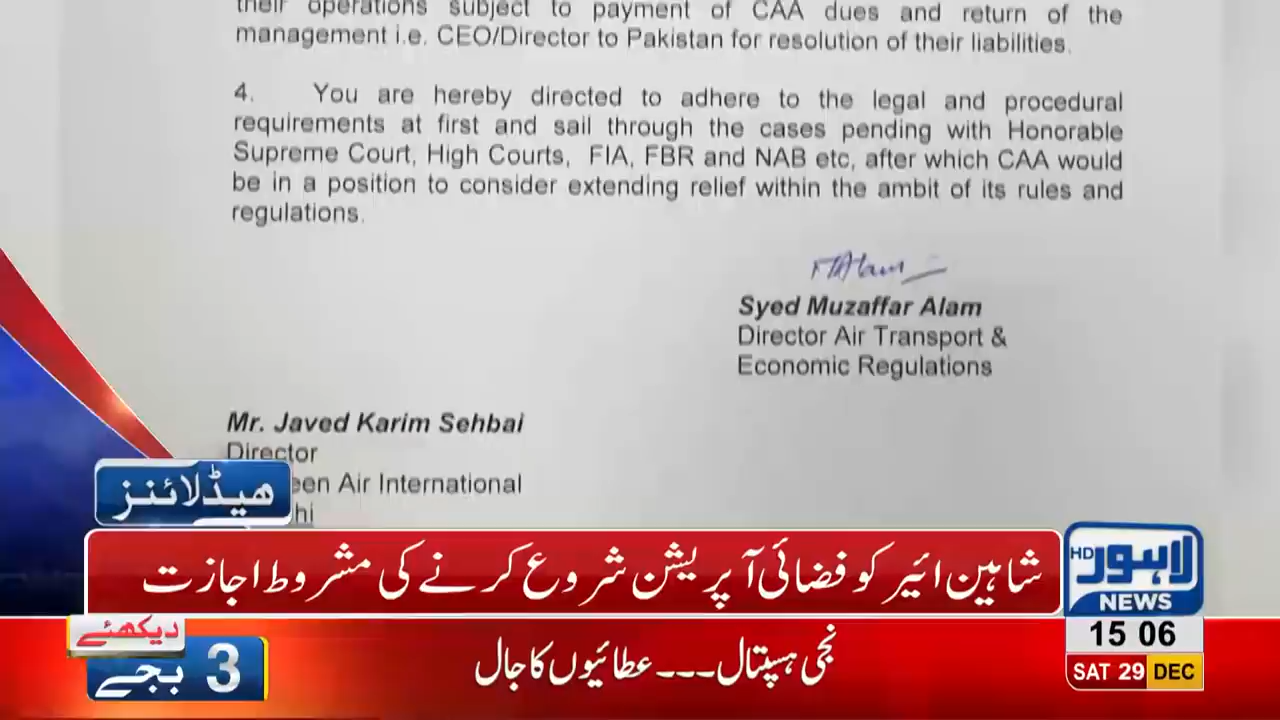 their operations subject to payment of CAA dues and return of the
management i.e. CEO/Director to Pakistan for resolution of their liabilities.
4. You are hereby directed to adhere to the legal and procedural
requirements at first and sail through the cases pending with Honorable
Supreme Court, High Courts, FIA, FBR and NAB etc, after which CAA would
be in a position to consider extending relief within the ambit of its rules and
regulations.
Syed Muzaffar Alam
Director Air Transport &
Economic Regulations
Mr. Javed Karim Sehbai
Director
een Air International
hi
ہیڈلائنز
شاہین ائیر کو فضائی آپریشن شروع کرنے کی مشروط اجازت
HD
لاہور
NEWS
15 06
SAT 29 DEC
دیکھئے
3 بجے
نجی ہسپتال --- عطائیوں کا جال